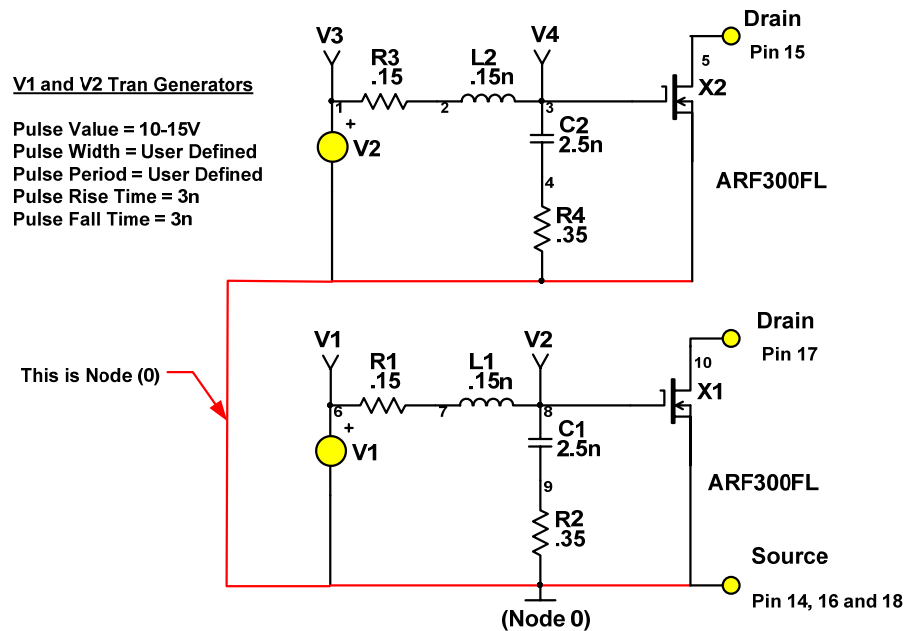 V1 and V2 Tran Generators
Pulse Value = 10-15V
Pulse Width = User Defined
Pulse Period = User Defined
Pulse Rise Time = 3n
Pulse Fall Time = 3n
V3
R3
.15
L2
.15n
V4
Drain
Pin 15
5
X2
1
2
3
+
V2
C2
2.5n
4
R4
.35
ARF300FL
This is Node (0)
V1
R1
.15
L1
.15n
V2
Drain
Pin 17
10
X1
6
7
8
+
V1
C1
2.5n
9
R2
.35
ARF300FL
Source
Pin 14, 16 and 18
(Node 0)